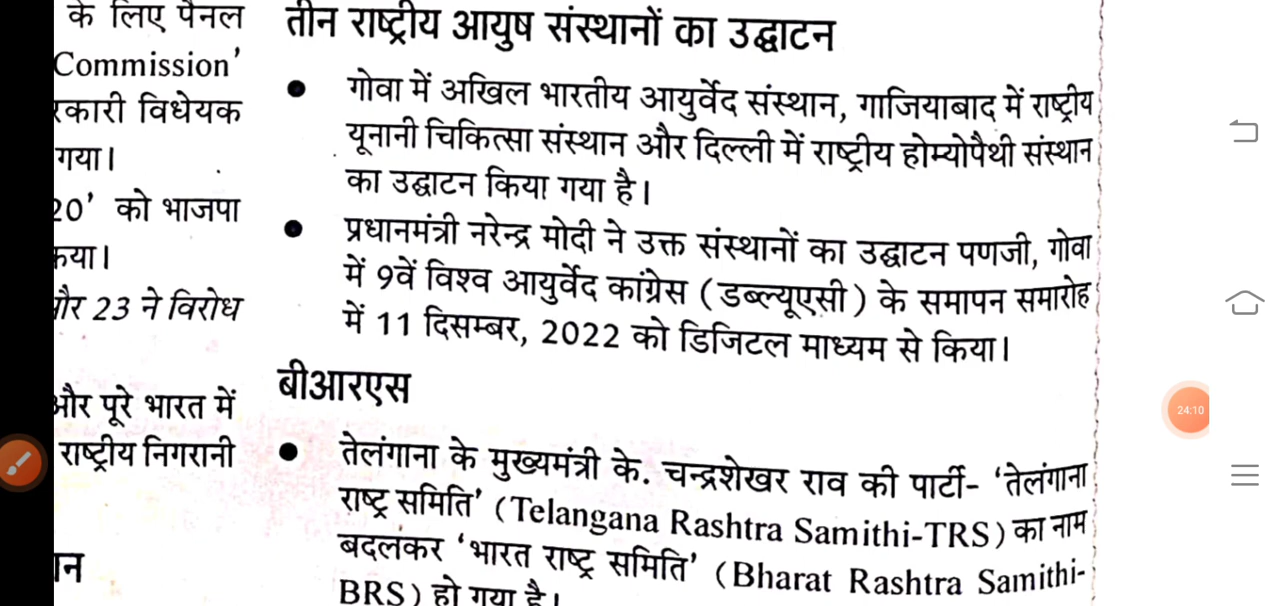 के लिए पैनल
Commission'
रकारी विधेयक
गया।
20' को भाजपा
कया।
और 23 ने विरोध
और पूरे भारत में
राष्ट्रीय निगरानी
तीन राष्ट्रीय आयुष संस्थानों का उद्घाटन
● गोवा में अखिल भारतीय आयुर्वेद संस्थान, गाजियाबाद में राष्ट्रीय
यूनानी चिकित्सा संस्थान और दिल्ली में राष्ट्रीय होम्योपैथी संस्थान
का उद्घाटन किया गया है।
● प्रधानमंत्री नरेन्द्र मोदी ने उक्त संस्थानों का उद्घाटन पणजी, गोवा
में 9वें विश्व आयुर्वेद कांग्रेस (डब्ल्यूएसी) के समापन समारोह
में 11 दिसम्बर, 2022 को डिजिटल माध्यम से किया।
बीआरएस
● तेलंगाना के मुख्यमंत्री के. चन्द्रशेखर राव की पार्टी- 'तेलंगाना
राष्ट्र समिति' (Telangana Rashtra Samithi-TRS) का नाम
बदलकर 'भारत राष्ट्र समिति' (Bharat Rashtra Samithi-
BRS) हो गया है।
24:10